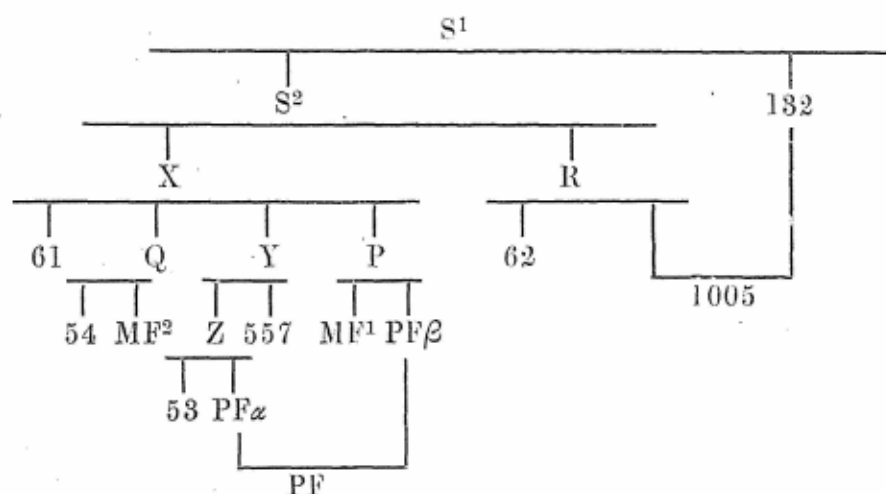 S¹
S² 132
X R
61 Q Y P 62
1005
54 MF² Z 557 MF¹ PFβ
53 PFα
PF